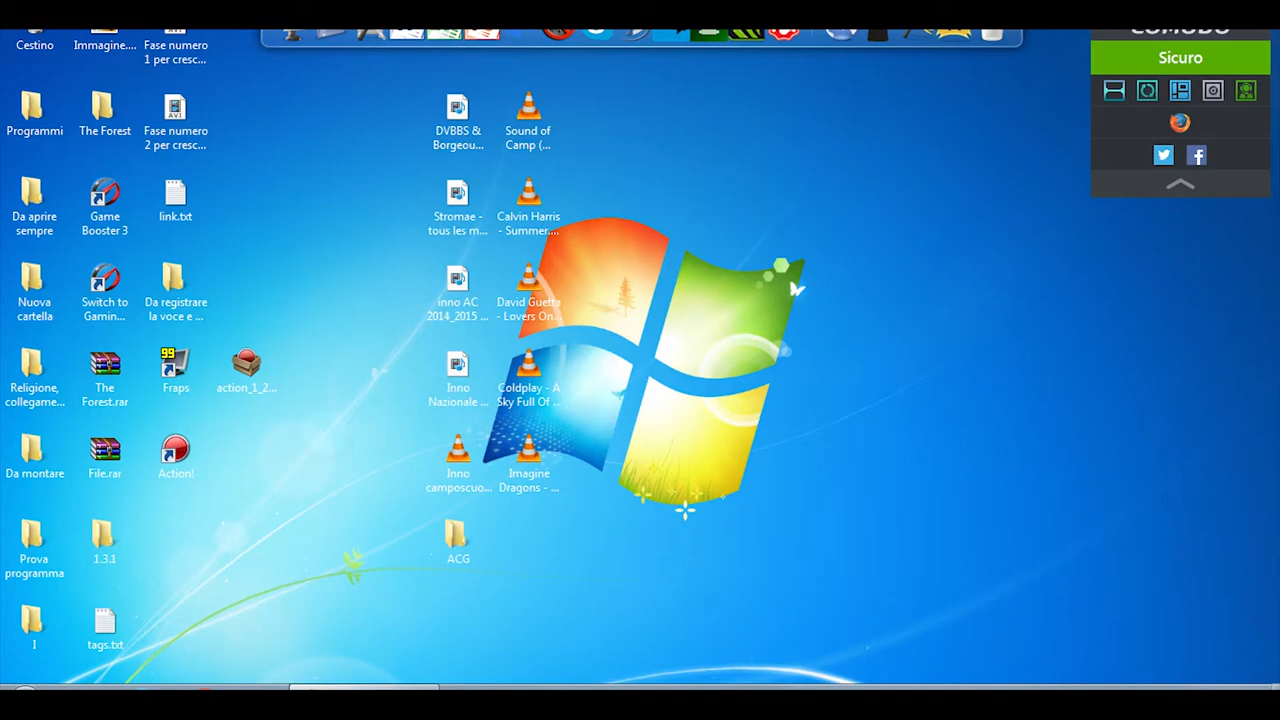 COMODO
Sicuro
Cestino
Immagine....
Fase numero
1 per cresc...
Programmi
The Forest
Fase numero
2 per cresc...
DVBBS &
Borgeou...
Sound of
Camp (...
Da aprire
sempre
Game
Booster 3
link.txt
Stromae -
tous les m...
Calvin Harris
- Summer....
Nuova
cartella
Switch to
Gamin...
Da registrare
la voce e ...
inno AC
2014_2015 ...
David Guetta
- Lovers On...
Religione,
collegame...
The
Forest.rar
99
Fraps
action_1_2...
Inno
Nazionale ...
Coldplay - A
Sky Full Of ...
Da montare
File.rar
Action!
Inno
camposcuo...
Imagine
Dragons - ...
Prova
programma
1.3.1
ACG
I
tags.txt